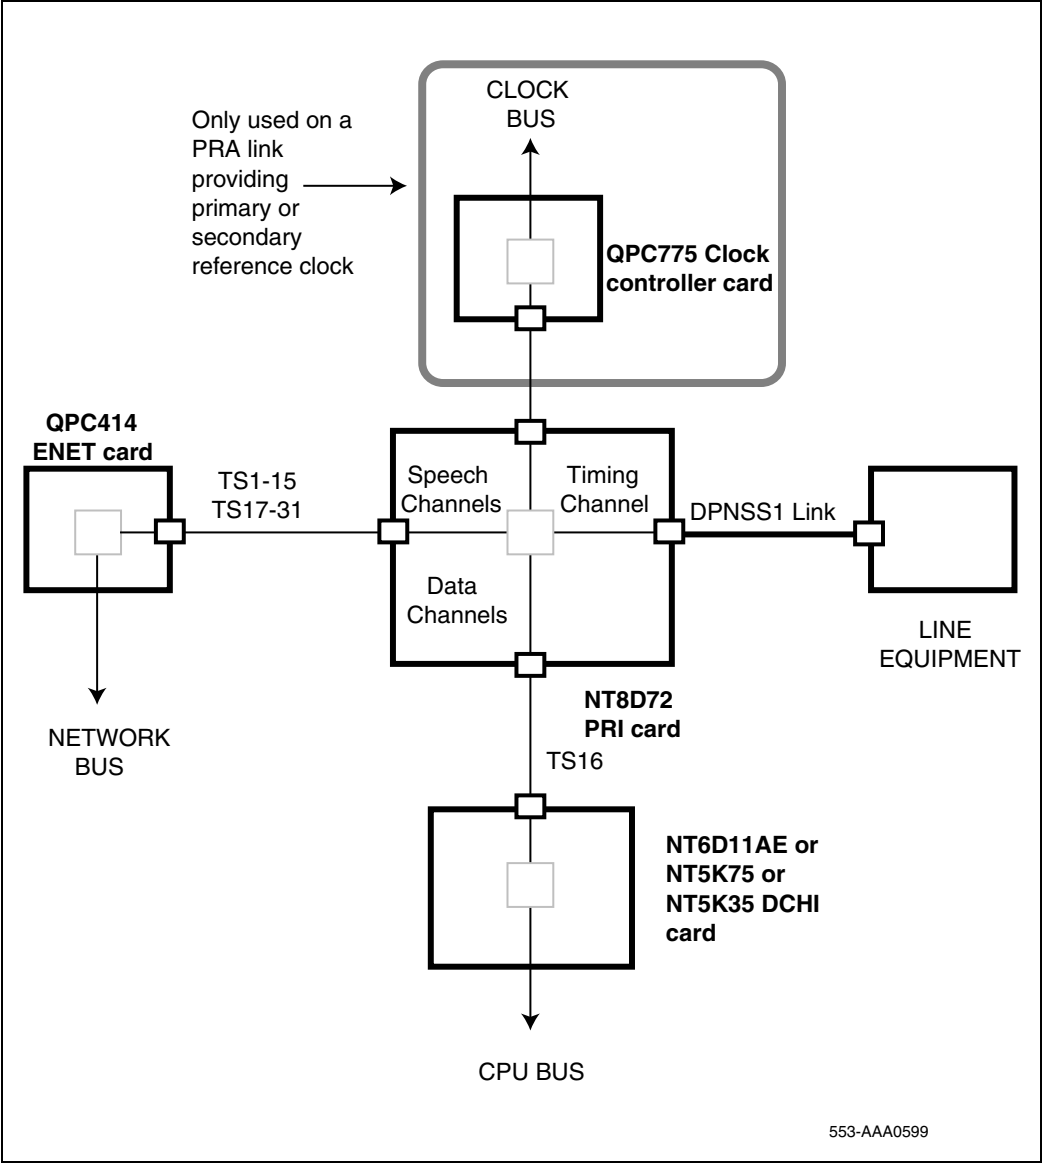 CLOCK
BUS
Only used on a
PRA link
providing
primary or
secondary
reference clock
QPC775 Clock
controller card
QPC414
ENET card
TS1-15
TS17-31
Speech
Channels
Timing
Channel
DPNSS1 Link
Data
Channels
LINE
EQUIPMENT
NT8D72
PRI card
NETWORK
BUS
TS16
NT6D11AE or
NT5K75 or
NT5K35 DCHI
card
CPU BUS
553-AAA0599